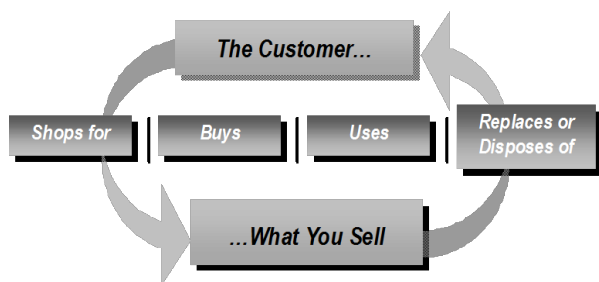 The Customer...
Shops for
Buys
Uses
Replaces or
Disposes of
...What You Sell